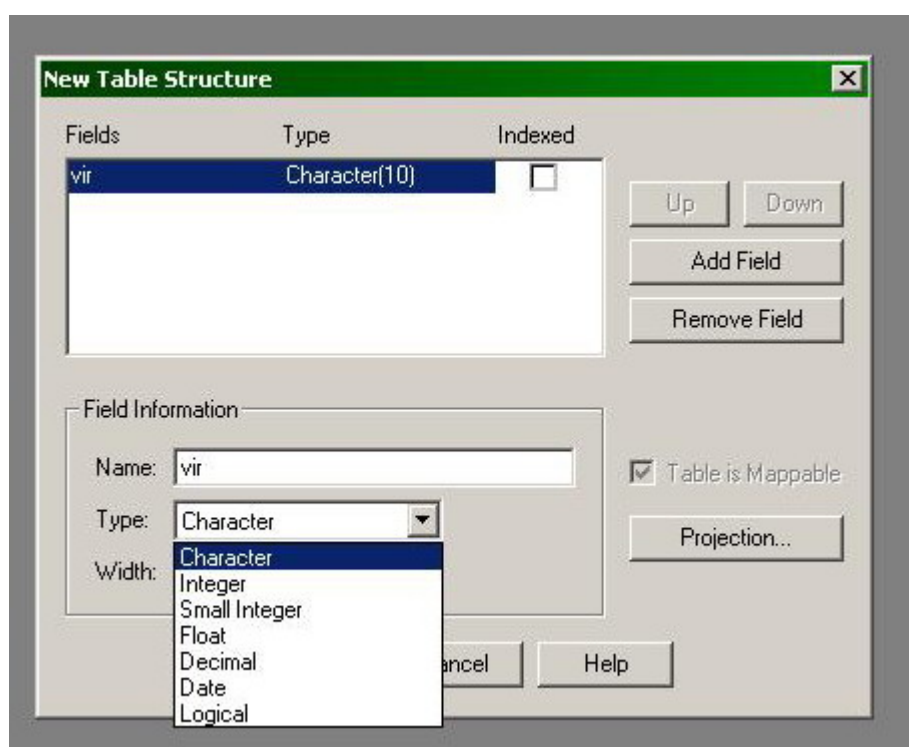 New Table Structure
Fields Type Indexed
vir Character(10)
Up Down
Add Field
Remove Field
Field Information
Name: vir
Table is Mappable
Type: Character
Projection...
Width:
Character
Integer
Small Integer
Float
Decimal
Date
Logical
ancel Help